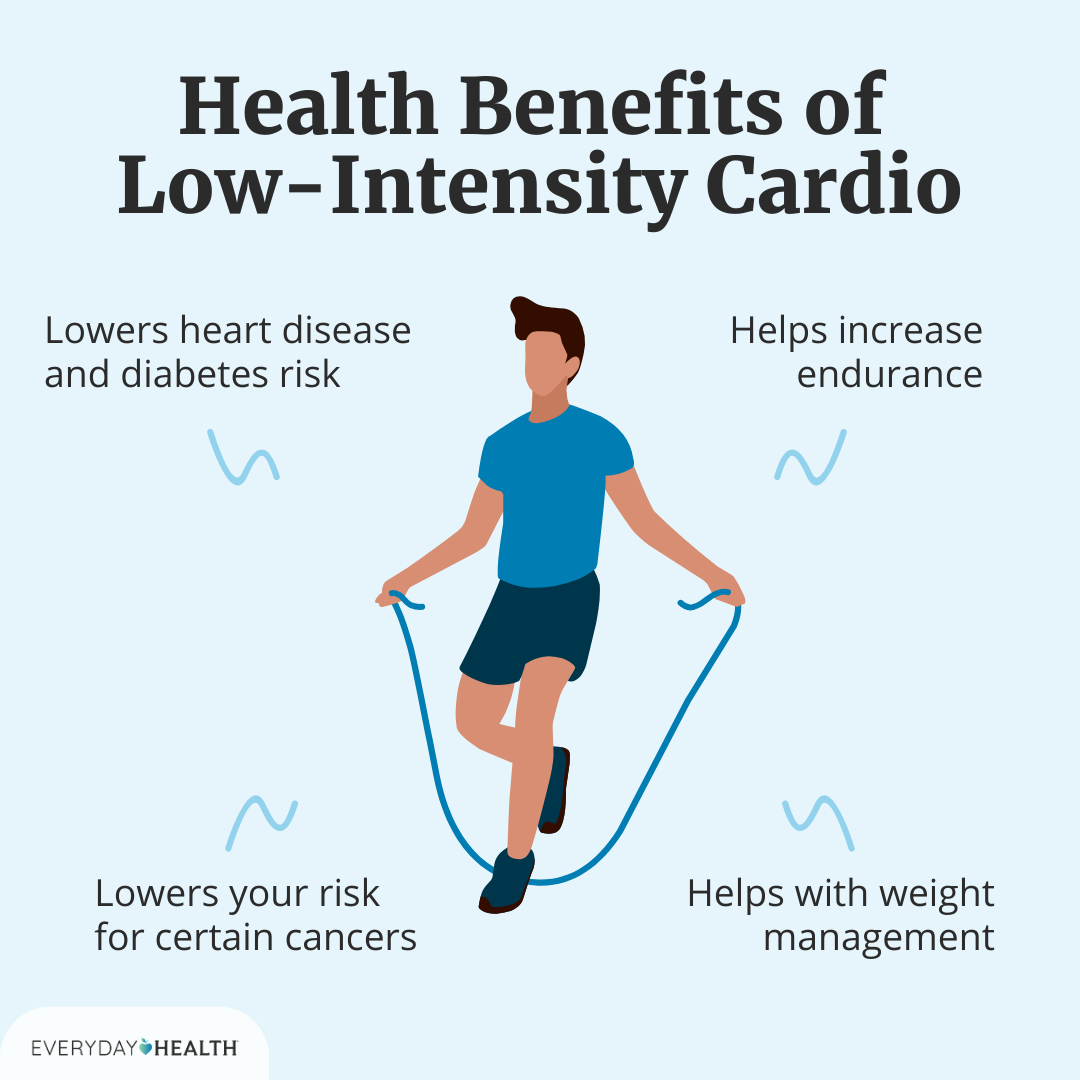 Health Benefits of
Low-Intensity Cardio
Lowers heart disease
and diabetes risk
Helps increase
endurance
Lowers your risk
for certain cancers
Helps with weight
management
EVERYDAY HEALTH